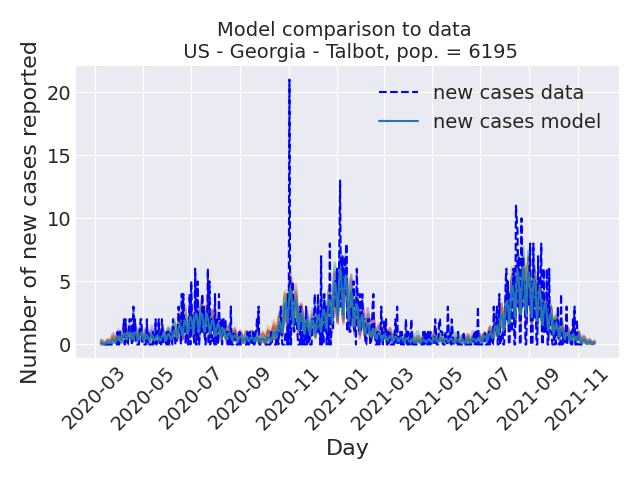 Model comparison to data
US - Georgia - Talbot, pop. = 6195
Number of new cases reported
20
15
10
5
0
new cases data
new cases model
2020-03
2020-05
2020-07
2020-09
2020-11
2021-01
2021-03
2021-05
2021-07
2021-09
2021-11
Day